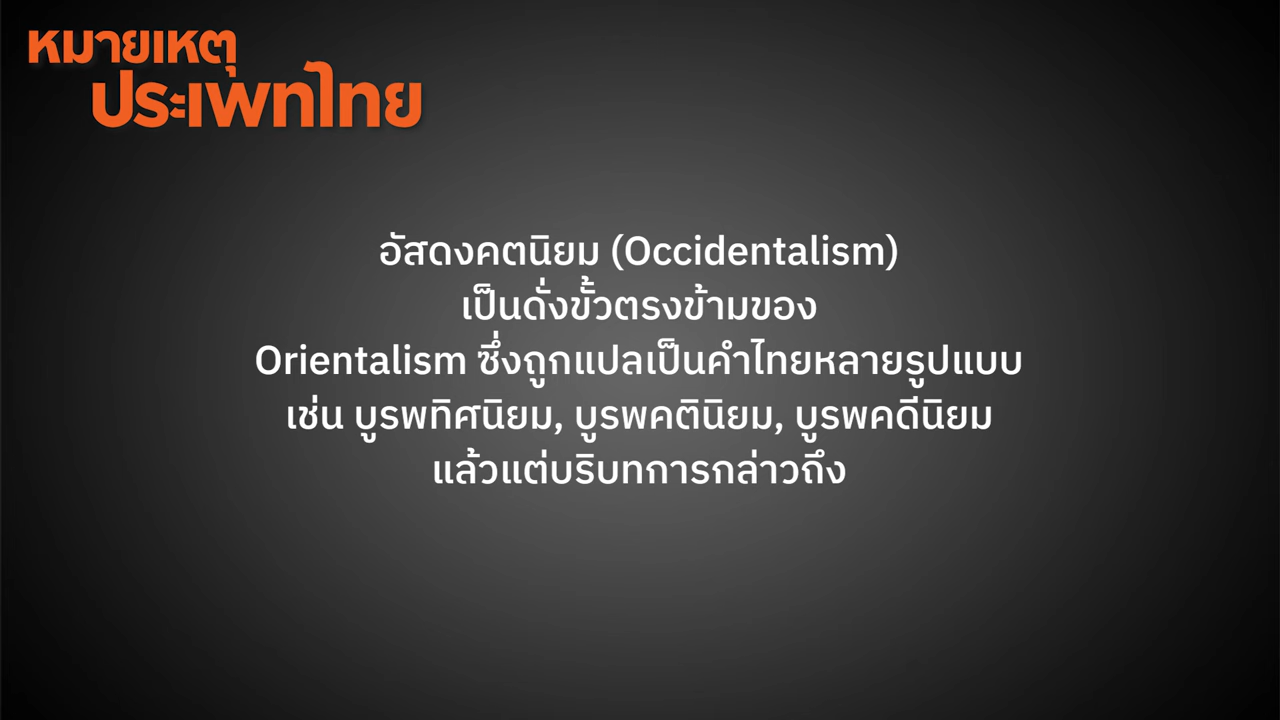 หมายเหตุ
ประเพทไทย
อัสดงคตนิยม (Occidentalism)
เป็นดั่งขั้วตรงข้ามของ
Orientalism ซึ่งถูกแปลเป็นคำไทยหลายรูปแบบ
เช่น บูรพทิศนิยม, บูรพคตินิยม, บูรพคดีนิยม
แล้วแต่บริบทการกล่าวถึง